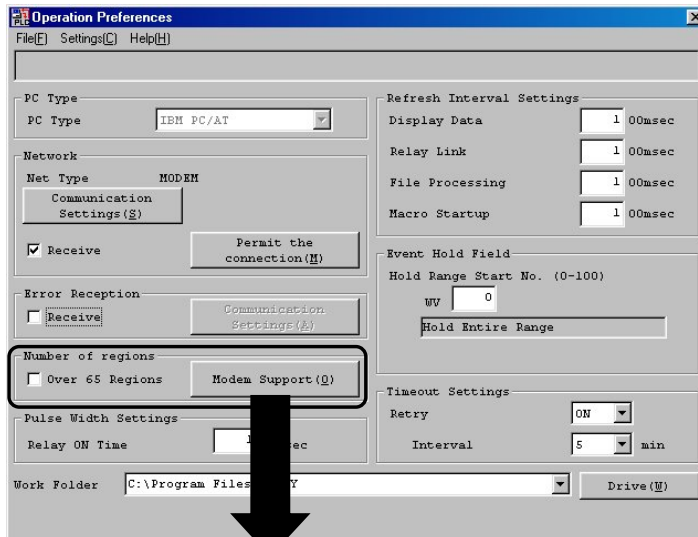 PLC
Operation Preferences
File(F) Settings(C) Help(H)
PC Type
PC Type IBM PC/AT
Network
Net Type MODEM
Communication
Settings(S)
Receive
Permit the
connection(M)
Error Reception
Receive
Communication
Settings(A)
Number of regions
Over 65 Regions
Modem Support(O)
Pulse Width Settings
Relay ON Time
Refresh Interval Settings
Display Data 1 00msec
Relay Link 1 00msec
File Processing 1 00msec
Macro Startup 1 00msec
Event Hold Field
Hold Range Start No. (0-100)
WV 0
Hold Entire Range
Timeout Settings
Retry ON
Interval 5 min
Work Folder C:\Program Files
Drive(W)